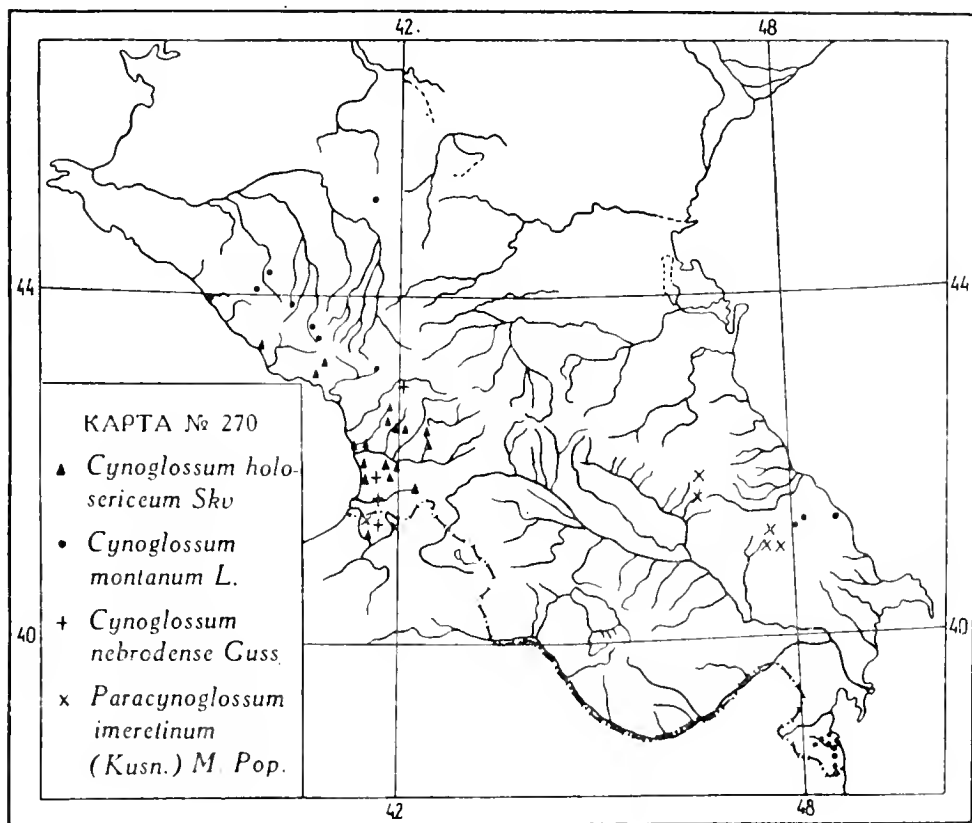 42. 48
44 44
КАРТА № 270
▲ Cynoglossum holo-
sericeum Skv
• Cynoglossum
montanum L.
+ Cynoglossum
nebrodense Guss.
× Paracynoglossum
imeretinum
(Kusn.) M. Pop.
40 40
42 48